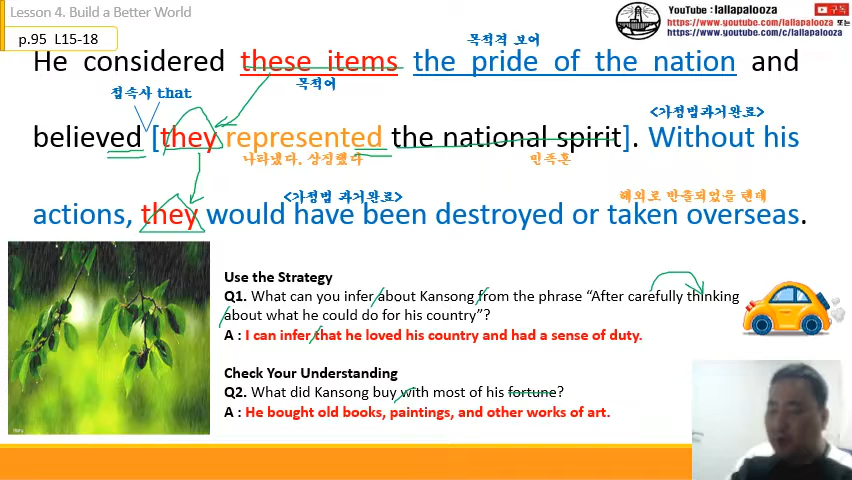 Lesson 4. Build a Better World
p.95 L15-18
YouTube : lallapalooza 구독
https://www.youtube.com/lallapalooza 또는
https://www.youtube.com/c/lallapalooza
목적격 보어
He considered these items the pride of the nation and
목적어
접속사 that
<가정법과거완료>
believed [they represented the national spirit]. Without his
나타냈다, 상징했다
민족혼
<가정법 과거완료>
해외로 반출되었을 텐데
actions, they would have been destroyed or taken overseas.
Use the Strategy
Q1. What can you infer about Kansong from the phrase “After carefully thinking
about what he could do for his country”?
A : I can infer that he loved his country and had a sense of duty.
Check Your Understanding
Q2. What did Kansong buy with most of his fortune?
A : He bought old books, paintings, and other works of art.